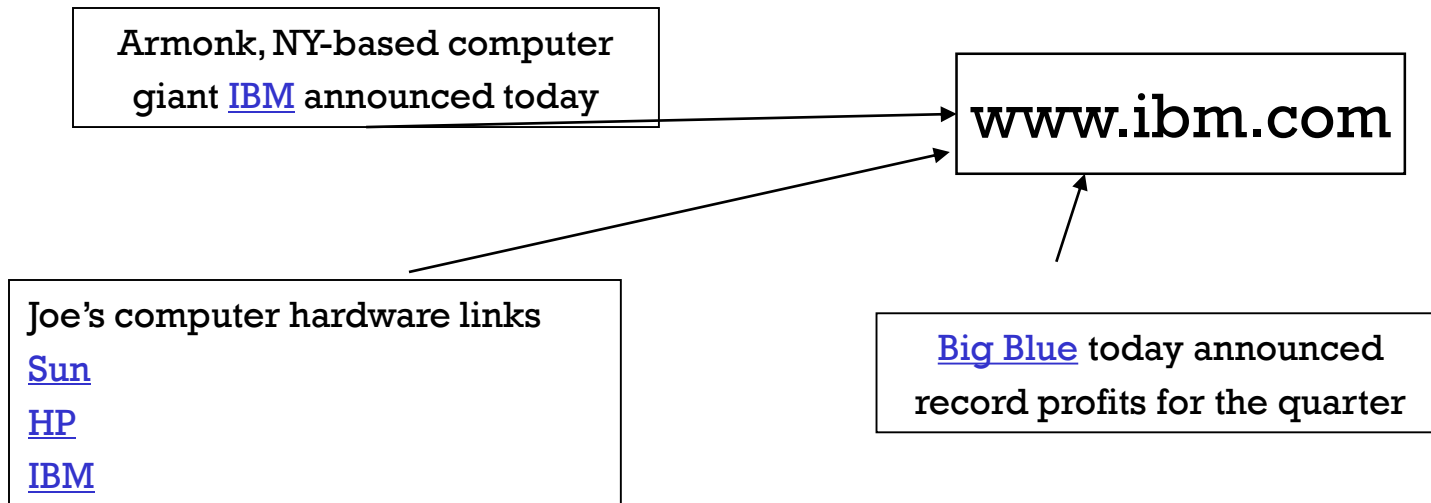 Armonk, NY-based computer
giant IBM announced today
www.ibm.com
Joe’s computer hardware links
Sun
HP
IBM
Big Blue today announced
record profits for the quarter